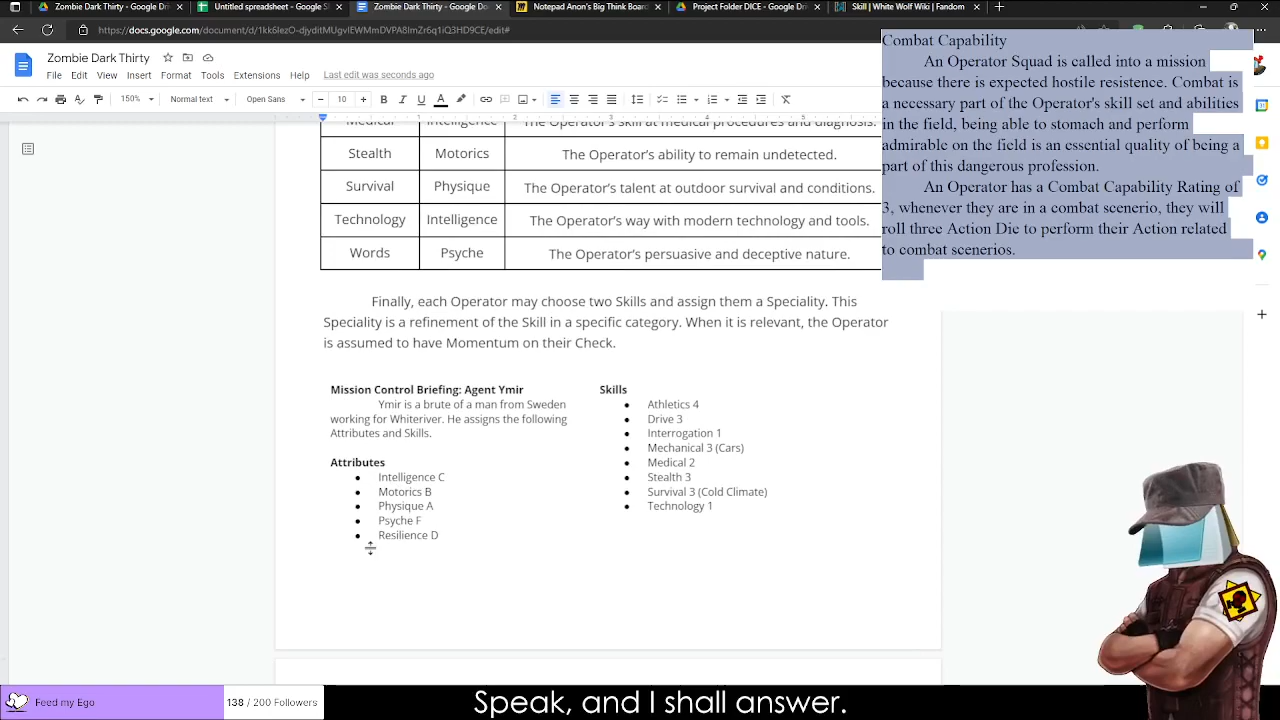 Zombie Dark Thirty - Google Dri
Untitled spreadsheet - Google S
Zombie Dark Thirty - Google Do
Notepad Anon's Big Think Board
Project Folder DICE - Google Dri
Skill | White Wolf Wiki | Fandom
Zombie Dark Thirty
File Edit View Insert Format Tools Extensions Help Last edit was seconds ago
150% Normal text Open Sans 10
Medical Intelligence The Operator's skill at medical procedures and diagnosis.
Stealth Motorics The Operator's ability to remain undetected.
Survival Physique The Operator's talent at outdoor survival and conditions.
Technology Intelligence The Operator's way with modern technology and tools.
Words Psyche The Operator's persuasive and deceptive nature.
Finally, each Operator may choose two Skills and assign them a Speciality. This
Speciality is a refinement of the Skill in a specific category. When it is relevant, the Operator
is assumed to have Momentum on their Check.
Mission Control Briefing: Agent Ymir
Ymir is a brute of a man from Sweden
working for Whiteriver. He assigns the following
Attributes and Skills.
Attributes
Intelligence C
Motorics B
Physique A
Psyche F
Resilience D
Skills
Athletics 4
Drive 3
Interrogation 1
Mechanical 3 (Cars)
Medical 2
Stealth 3
Survival 3 (Cold Climate)
Technology 1
Combat Capability
An Operator Squad is called into a mission
because there is expected hostile resistence. Combat is
a necessary part of the Operator's skill set and abilities
in the field, being able to stomach and perform
admirable on the field is an essential quality of being a
part of this dangerous profession.
An Operator has a Combat Capability Rating of
3, whenever they are in a combat scenerio, they will
roll three Action Die to perform their Action related
to combat scenerios.
Feed my Ego
138 / 200 Followers
Speak, and I shall answer.